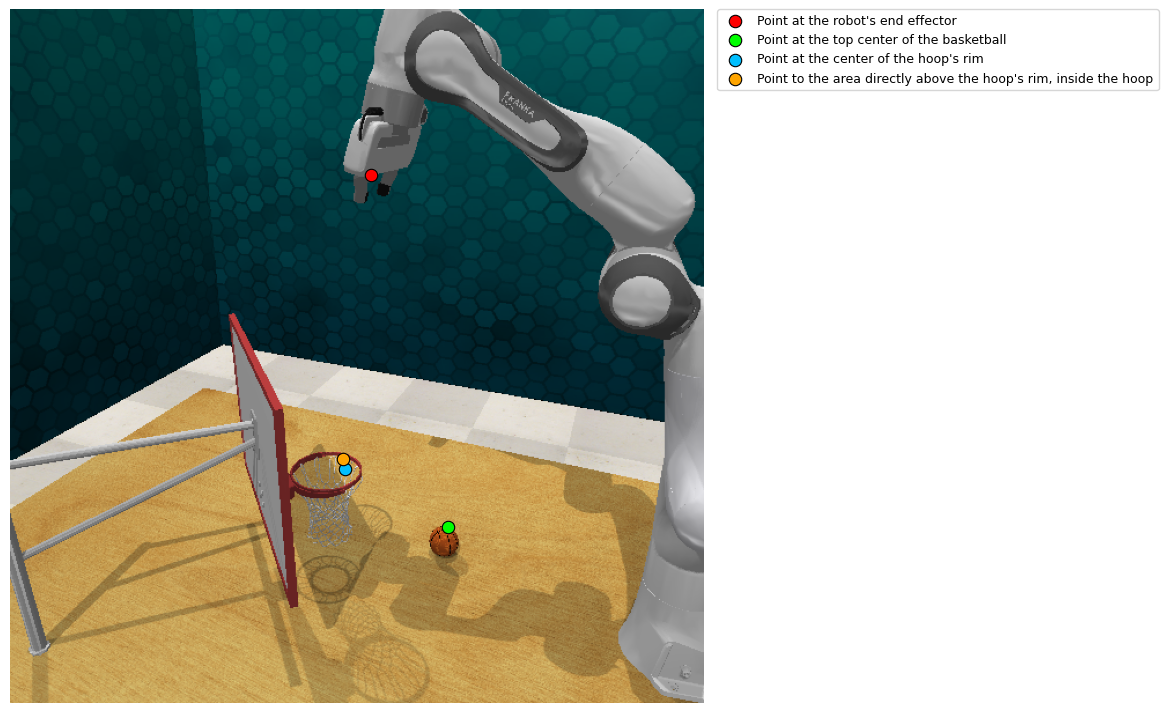 Point at the robot's end effector
Point at the top center of the basketball
Point at the center of the hoop's rim
Point to the area directly above the hoop's rim, inside the hoop
FRANKA